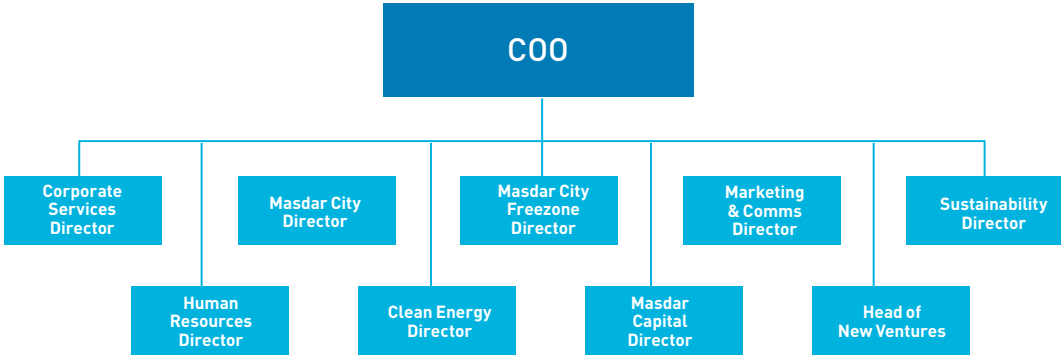 COO
Corporate
Services
Director
Masdar City
Director
Masdar City
Freezone
Director
Marketing
& Comms
Director
Sustainability
Director
Human
Resources
Director
Clean Energy
Director
Masdar
Capital
Director
Head of
New Ventures